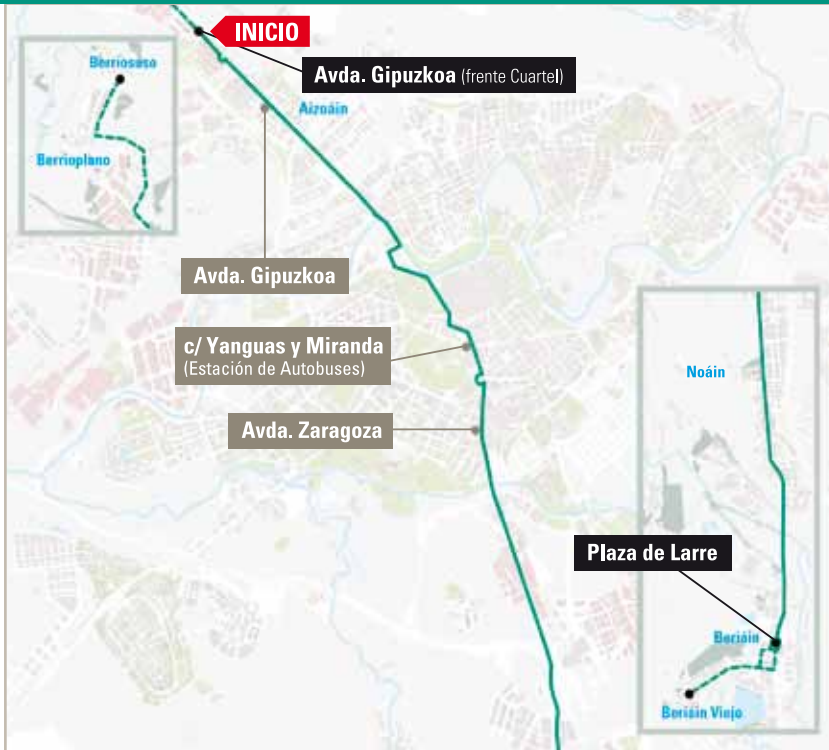 INICIO
Avda. Gipuzkoa (frente Cuartel)
Berriosuso
Aizoáin
Berrioplano
Avda. Gipuzkoa
c/ Yanguas y Miranda
(Estación de Autobuses)
Noáin
Avda. Zaragoza
Plaza de Larre
Beriáin
Beriáin Viejo